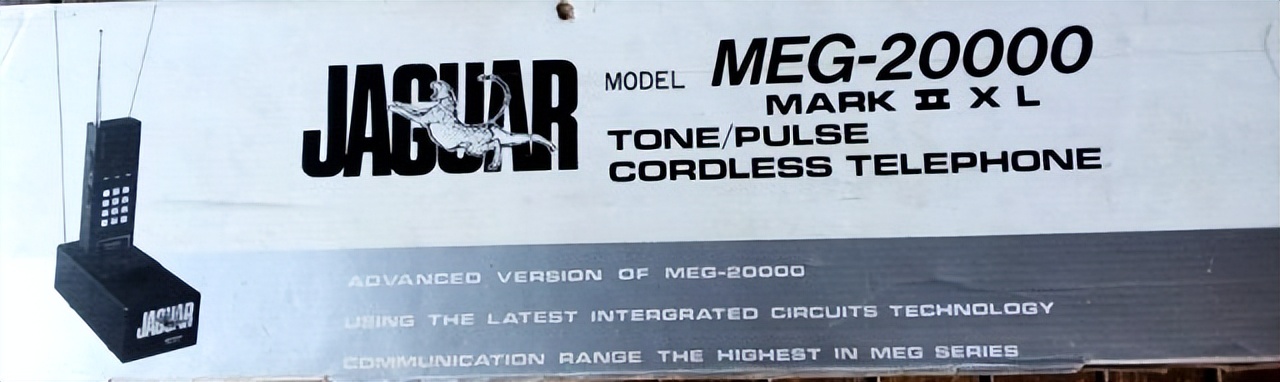 JAGUAR
MODEL MEG-20000
MARK II X L
TONE/PULSE
CORDLESS TELEPHONE
ADVANCED VERSION OF MEG-20000
USING THE LATEST INTERGRATED CIRCUITS TECHNOLOGY
COMMUNICATION RANGE THE HIGHEST IN MEG SERIES
JAGUAR